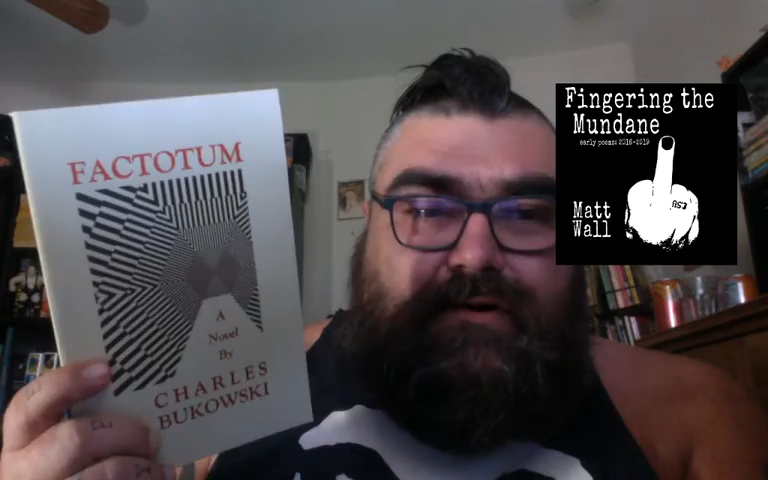 FACTOTUM
A
Novel
By
CHARLES
BUKOWSKI
Fingering the
Mundane
early poems: 2016-2019
Matt
Wall